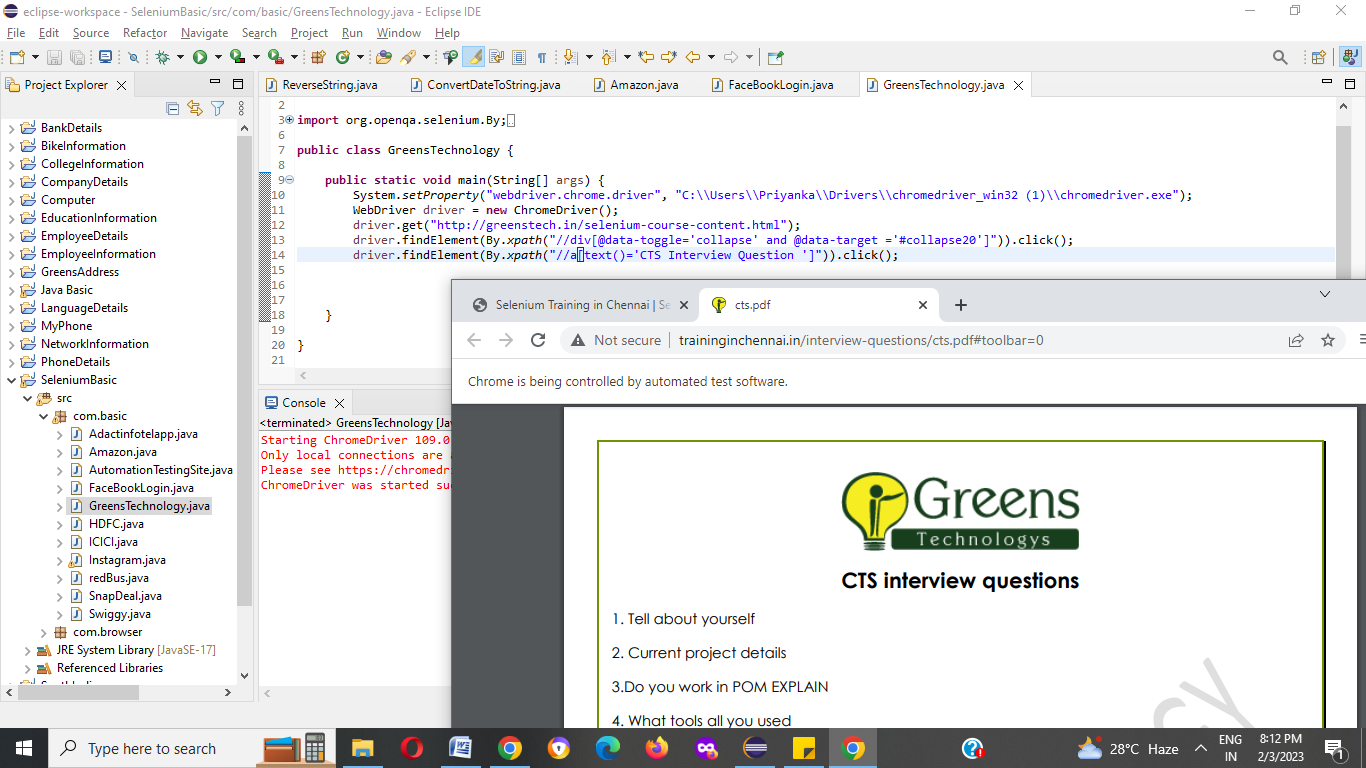 eclipse-workspace - SeleniumBasic/src/com/basic/GreensTechnology.java - Eclipse IDE
File Edit Source Refactor Navigate Search Project Run Window Help
Project Explorer
BankDetails
BikeInformation
CollegeInformation
CompanyDetails
Computer
EducationInformation
EmployeeDetails
EmployeeInformation
GreensAddress
Java Basic
LanguageDetails
MyPhone
NetworkInformation
PhoneDetails
SeleniumBasic
src
com.basic
Adactinfotelapp.java
Amazon.java
AutomationTestingSite.java
FaceBookLogin.java
GreensTechnology.java
HDFC.java
ICICI.java
Instagram.java
redBus.java
SnapDeal.java
Swiggy.java
com.browser
JRE System Library [JavaSE-17]
Referenced Libraries
ReverseString.java ConvertDateToString.java Amazon.java FaceBookLogin.java GreensTechnology.java
2
3 import org.openqa.selenium.By;
6
7 public class GreensTechnology {
8
9 public static void main(String[] args) {
10 System.setProperty("webdriver.chrome.driver", "C:\\Users\\Priyanka\\Drivers\\chromedriver_win32 (1)\\chromedriver.exe");
11 WebDriver driver = new ChromeDriver();
12 driver.get("http://greenstech.in/selenium-course-content.html");
13 driver.findElement(By.xpath("//div[@data-toggle='collapse' and @data-target ='#collapse20']")).click();
14 driver.findElement(By.xpath("//a[text()='CTS Interview Question ']")).click();
16
17
18 }
19
20 }
21
Console
<terminated> GreensTechnology [Jav
Starting ChromeDriver 109.0
Only local connections are
Please see https://chromedr
ChromeDriver was started su
Selenium Training in Chennai | Se
cts.pdf
Not secure
traininginchennai.in/interview-questions/cts.pdf#toolbar=0
Chrome is being controlled by automated test software.
Greens
Technologys
CTS interview questions
1. Tell about yourself
2. Current project details
3.Do you work in POM EXPLAIN
4. What tools all you used
CY
Type here to search
28°C Haze
ENG
IN
8:12 PM
2/3/2023
1